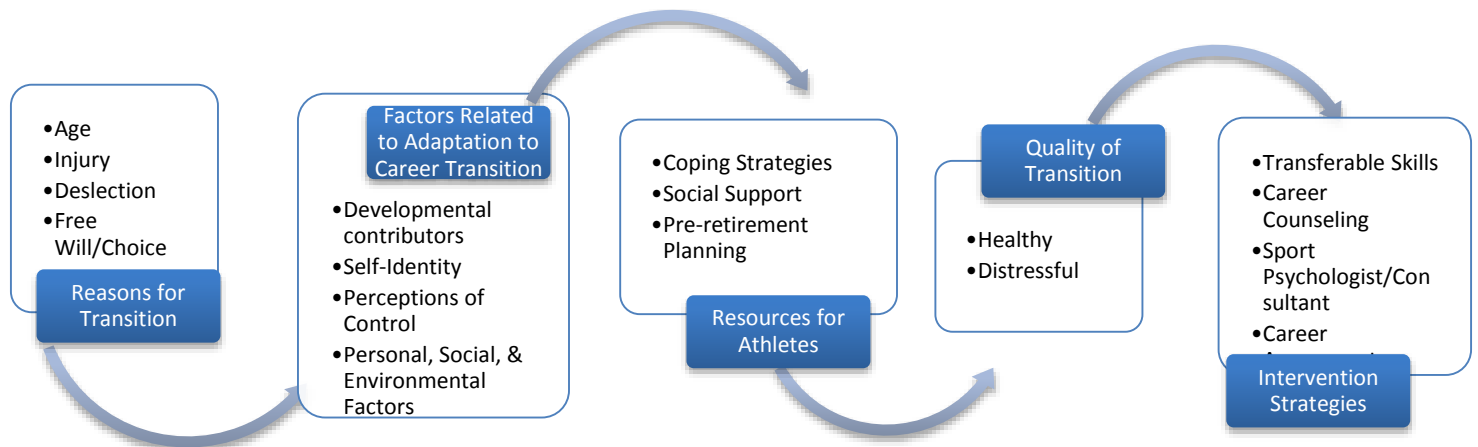 •Age
•Injury
•Deslection
•Free
Will/Choice
Reasons for
Transition
Factors Related
to Adaptation to
Career Transition
•Developmental
contributors
•Self-Identity
•Perceptions of
Control
•Personal, Social, &
Environmental
Factors
•Coping Strategies
•Social Support
•Pre-retirement
Planning
Resources for
Athletes
Quality of
Transition
•Healthy
•Distressful
•Transferable Skills
•Career
Counseling
•Sport
Psychologist/Con
sultant
•Career
Intervention
Strategies